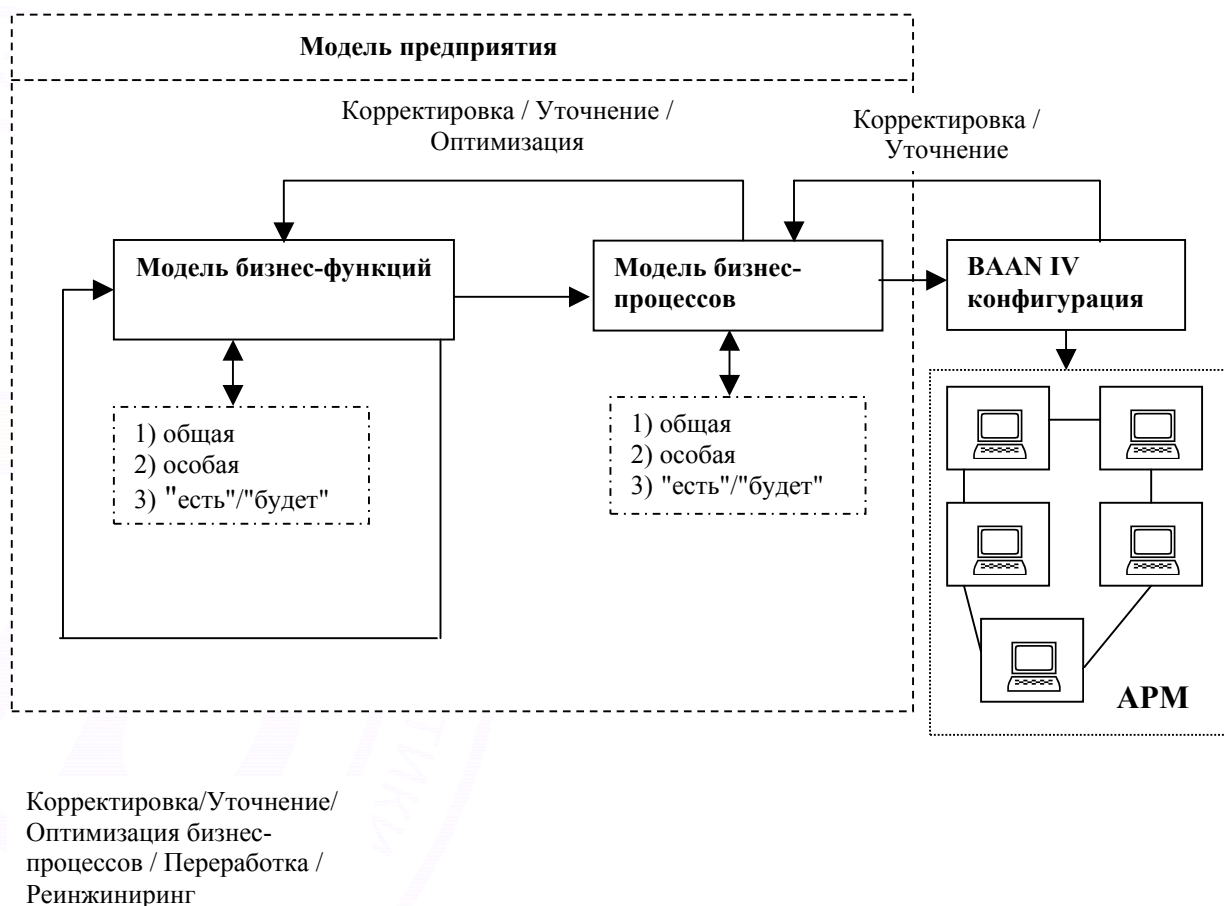 Модель предприятия
Корректировка / Уточнение /
Оптимизация
Корректировка /
Уточнение
Модель бизнес-функций
Модель бизнес-
процессов
BAAN IV
конфигурация
1) общая
2) особая
3) "есть"/"будет"
1) общая
2) особая
3) "есть"/"будет"
АРМ
ТИКИ
Корректировка/Уточнение/
Оптимизация бизнес-
процессов / Переработка /
Реинжиниринг